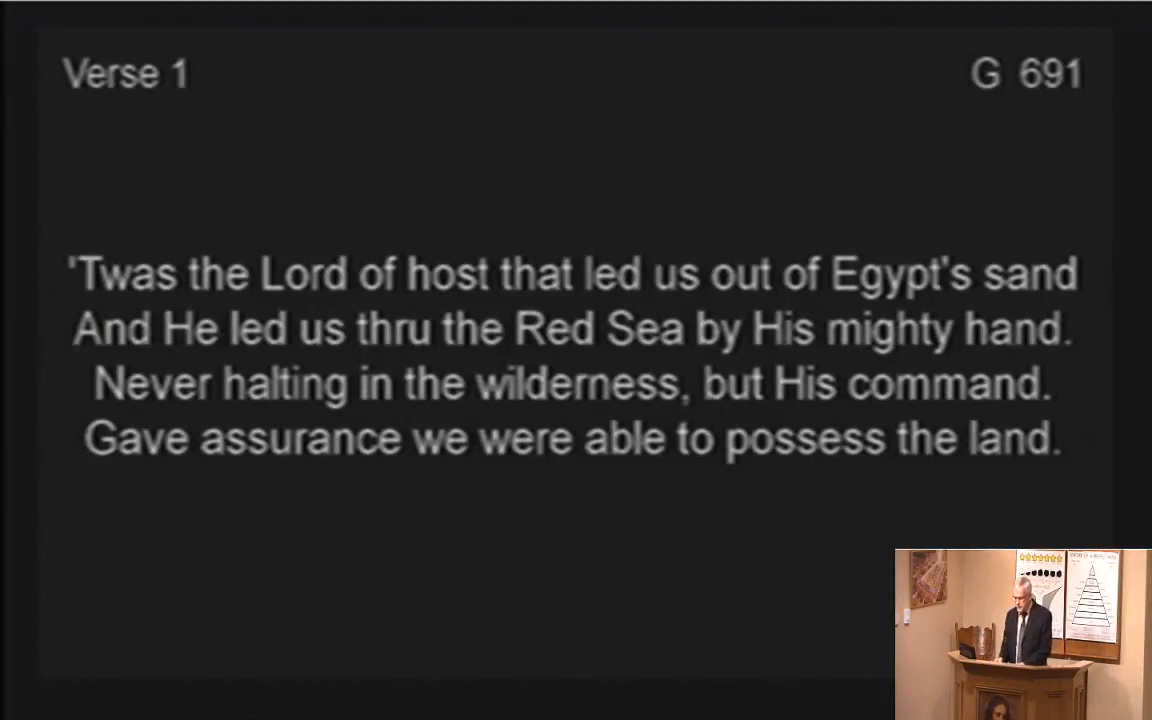 Verse 1
G 691
'Twas the Lord of host that led us out of Egypt's sand
And He led us thru the Red Sea by His mighty hand.
Never halting in the wilderness, but His command.
Gave assurance we were able to possess the land.